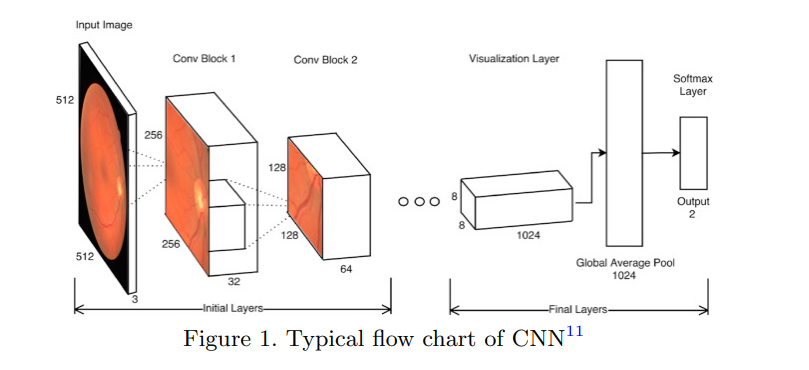 Input Image
Conv Block 1
Conv Block 2
Visualization Layer
Softmax
Layer
512
512
3
256
256
32
128
128
64
8
8
1024
Global Average Pool
1024
Output
2
Initial Layers
Final Layers
Figure 1. Typical flow chart of CNN11